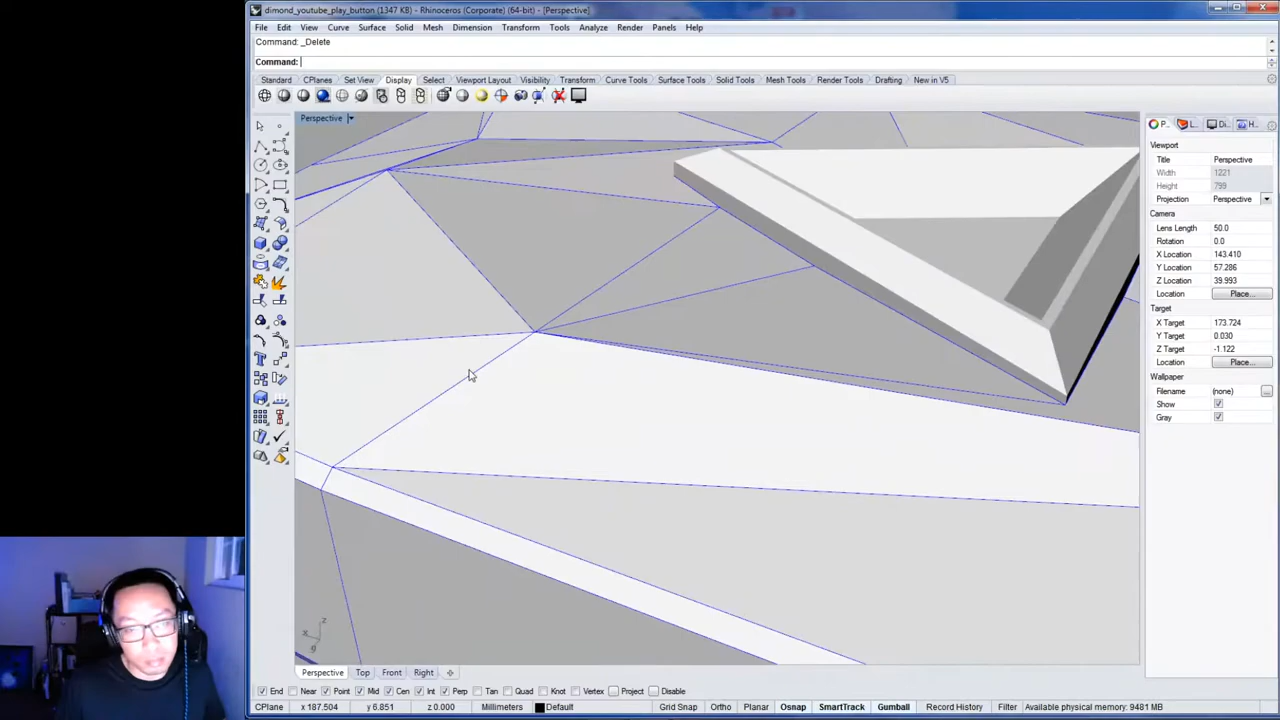 dimond_youtube_play_button (1347 KB) - Rhinoceros (Corporate) (64-bit) - [Perspective]
File Edit View Curve Surface Solid Mesh Dimension Transform Tools Analyze Render Panels Help
Command: _Delete
Command:
Standard CPlanes Set View Display Select Viewport Layout Visibility Transform Curve Tools Surface Tools Solid Tools Mesh Tools Render Tools Drafting New in V5
Perspective
P... L... Di... H...
Viewport
Title Perspective
Width 1221
Height 799
Projection Perspective
Camera
Lens Length 50.0
Rotation 0.0
X Location 143.410
Y Location 57.286
Z Location 39.993
Location Place...
Target
X Target 173.724
Y Target 0.030
Z Target -1.122
Location Place...
Wallpaper
Filename (none) ...
Show
Gray
z
x
Perspective Top Front Right
End Near Point Mid Cen Int Perp Tan Quad Knot Vertex Project Disable
CPlane x 187.504 y 6.851 z 0.000 Millimeters Default Grid Snap Ortho Planar Osnap SmartTrack Gumball Record History Filter Available physical memory: 9481 MB